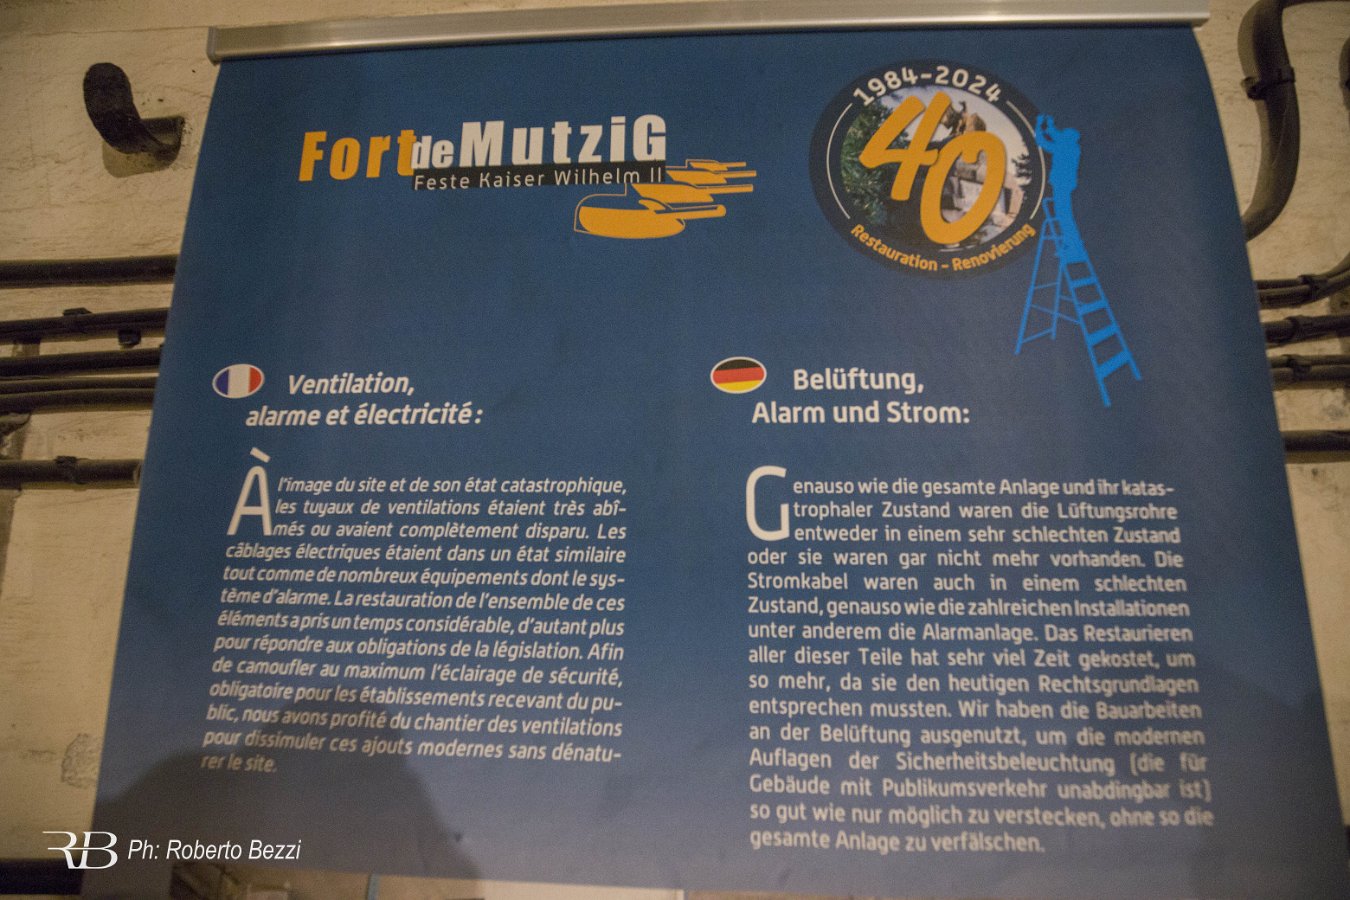 Fort de Mutzig
Feste Kaiser Wilhelm II
1984-2024
40
Restauration - Renovierung
Ventilation,
alarme et électricité :
À l'image du site et de son état catastrophique,
les tuyaux de ventilations étaient très abî-
més ou avaient complètement disparu. Les
câblages électriques étaient dans un état similaire
tout comme de nombreux équipements dont le sys-
tème d'alarme. La restauration de l'ensemble de ces
éléments a pris un temps considérable, d'autant plus
pour répondre aux obligations de la législation. Afin
de camoufler au maximum l'éclairage de sécurité,
obligatoire pour les établissements recevant du pu-
blic, nous avons profité du chantier des ventilations
pour dissimuler ces ajouts modernes sans dénatu-
rer le site.
Belüftung,
Alarm und Strom:
Genauso wie die gesamte Anlage und ihr katas-
trophaler Zustand waren die Lüftungsrohre
entweder in einem sehr schlechten Zustand
oder sie waren gar nicht mehr vorhanden. Die
Stromkabel waren auch in einem schlechten
Zustand, genauso wie die zahlreichen Installationen
unter anderem die Alarmanlage. Das Restaurieren
aller dieser Teile hat sehr viel Zeit gekostet, um
so mehr, da sie den heutigen Rechtsgrundlagen
entsprechen mussten. Wir haben die Bauarbeiten
an der Belüftung ausgenutzt, um die modernen
Auflagen der Sicherheitsbeleuchtung (die für
Gebäude mit Publikumsverkehr unabdingbar ist)
so gut wie nur möglich zu verstecken, ohne so die
gesamte Anlage zu verfälschen.
RB Ph: Roberto Bezzi